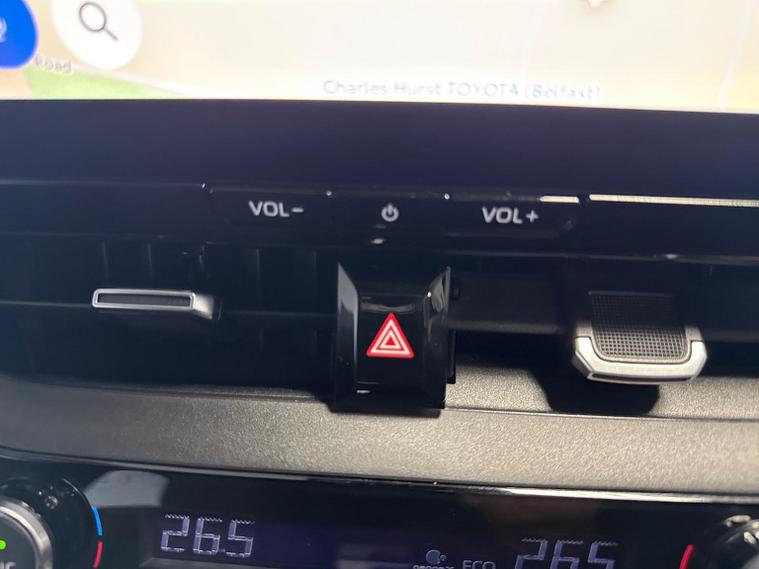 Road
Charles Hurst TOYOTA (Belfast)
VOL- VOL+
26.5 ECO 26.5